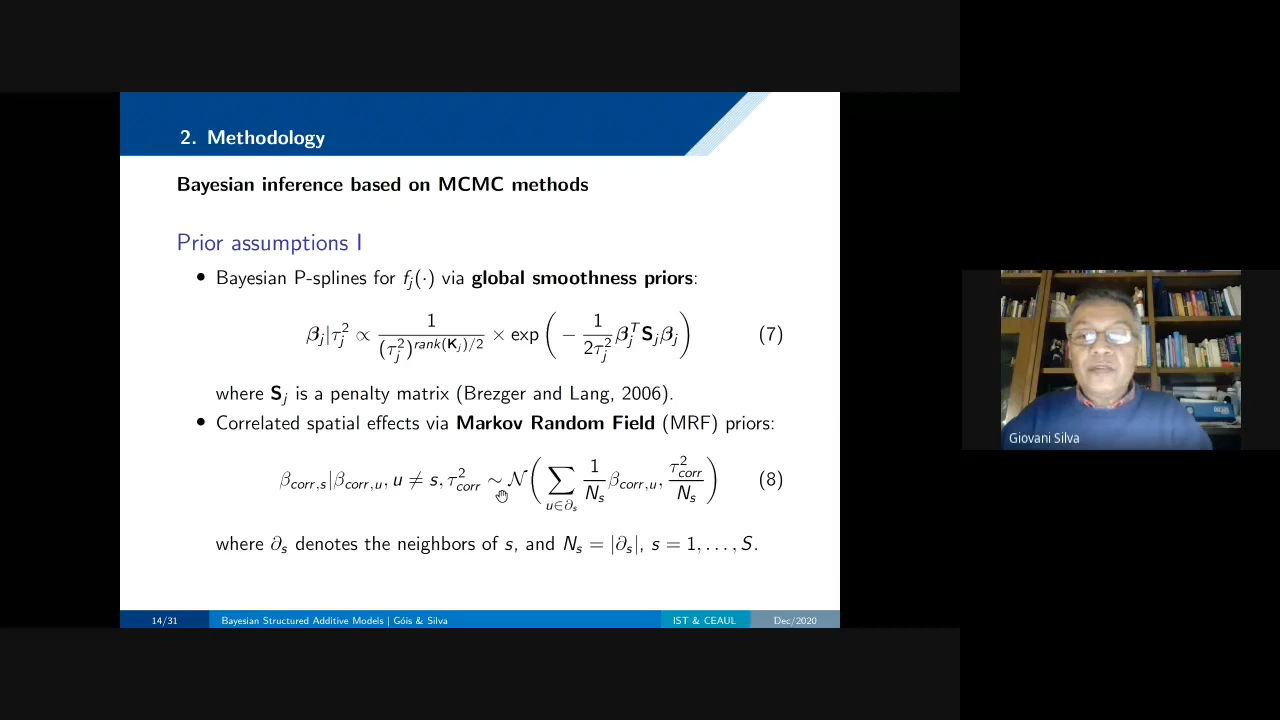 2. Methodology
Bayesian inference based on MCMC methods
Prior assumptions I
• Bayesian P-splines for f_j(·) via global smoothness priors:
β_j|τ_j^2 ∝ 1/(τ_j^2)^{rank(K_j)/2} × exp(− 1/(2τ_j^2) β_j^T S_j β_j) (7)
where S_j is a penalty matrix (Brezger and Lang, 2006).
• Correlated spatial effects via Markov Random Field (MRF) priors:
β_{corr,s}|β_{corr,u}, u ≠ s, τ_{corr}^2 ∼ N(∑_{u∈∂_s} 1/N_s β_{corr,u}, τ_{corr}^2/N_s) (8)
where ∂_s denotes the neighbors of s, and N_s = |∂_s|, s = 1, . . . , S.
14/31 Bayesian Structured Additive Models | Góis & Silva IST & CEAUL Dec/2020
Giovani Silva